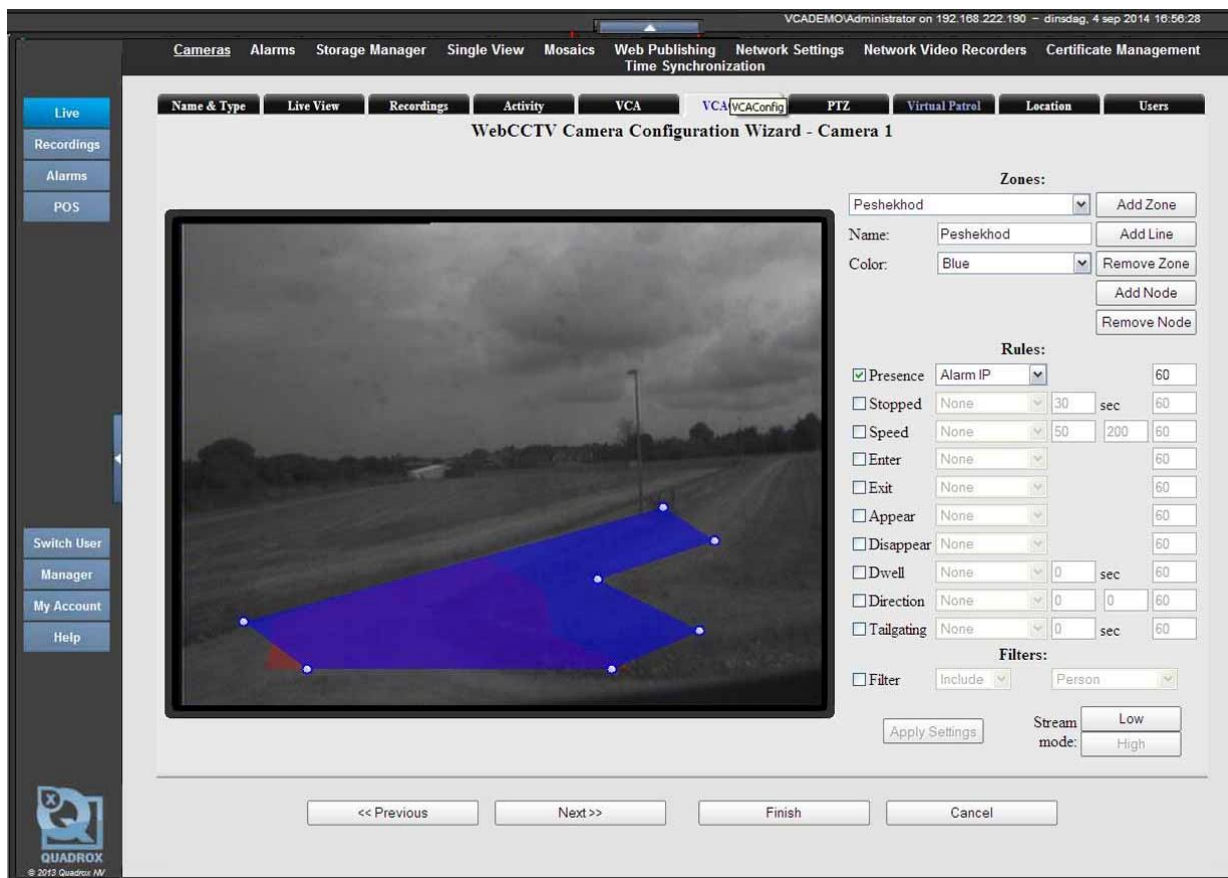 VCADEMO\Administrator on 192.168.222.190 – dinsdag, 4 sep 2014 16:56:28
Cameras Alarms Storage Manager Single View Mosaics Web Publishing Network Settings Network Video Recorders Certificate Management
Time Synchronization
Live
Recordings
Alarms
POS
Switch User
Manager
My Account
Help
Name & Type Live View Recordings Activity VCA VCAConfig PTZ Virtual Patrol Location Users
WebCCTV Camera Configuration Wizard - Camera 1
Zones:
Peshekhod Add Zone
Name: Peshekhod Add Line
Color: Blue Remove Zone
Add Node
Remove Node
Rules:
Presence Alarm IP 60
Stopped None 30 sec 60
Speed None 50 200 60
Enter None 60
Exit None 60
Appear None 60
Disappear None 60
Dwell None 0 sec 60
Direction None 0 0 60
Tailgating None 0 sec 60
Filters:
Filter Include Person
Apply Settings Stream mode: Low
High
<< Previous Next >> Finish Cancel
QUADROX
© 2013 Quadrox NV